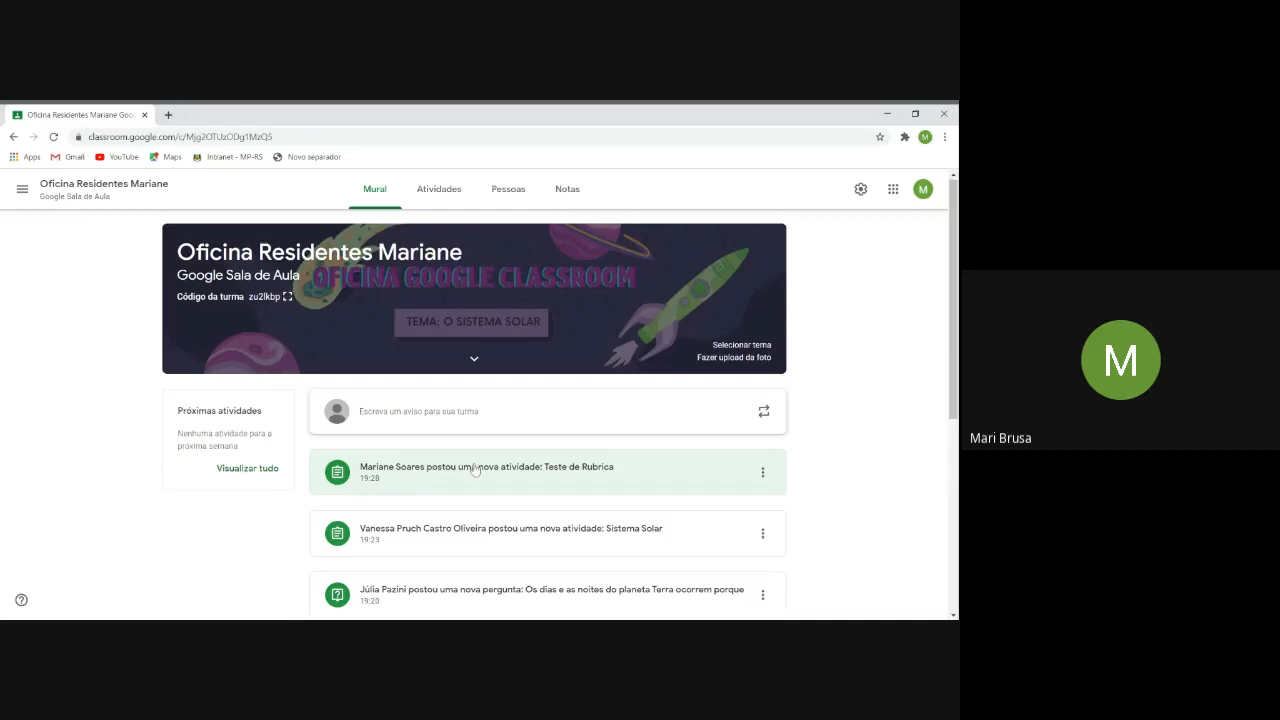 Oficina Residentes Mariane Goo
classroom.google.com/c/Mjg2OTUzODg1MzQ5
Apps Gmail YouTube Maps Intranet - MP-RS Novo separador
Oficina Residentes Mariane
Google Sala de Aula
Mural Atividades Pessoas Notas
M
Oficina Residentes Mariane
Google Sala de Aula
OFICINA GOOGLE CLASSROOM
Código da turma zu2lkbp
TEMA: O SISTEMA SOLAR
Selecionar tema
Fazer upload da foto
Próximas atividades
Nenhuma atividade para a
próxima semana
Visualizar tudo
Escreva um aviso para sua turma
Mariane Soares postou uma nova atividade: Teste de Rubrica
19:28
Vanessa Pruch Castro Oliveira postou uma nova atividade: Sistema Solar
19:23
Júlia Pazini postou uma nova pergunta: Os dias e as noites do planeta Terra ocorrem porque
19:20
M
Mari Brusa